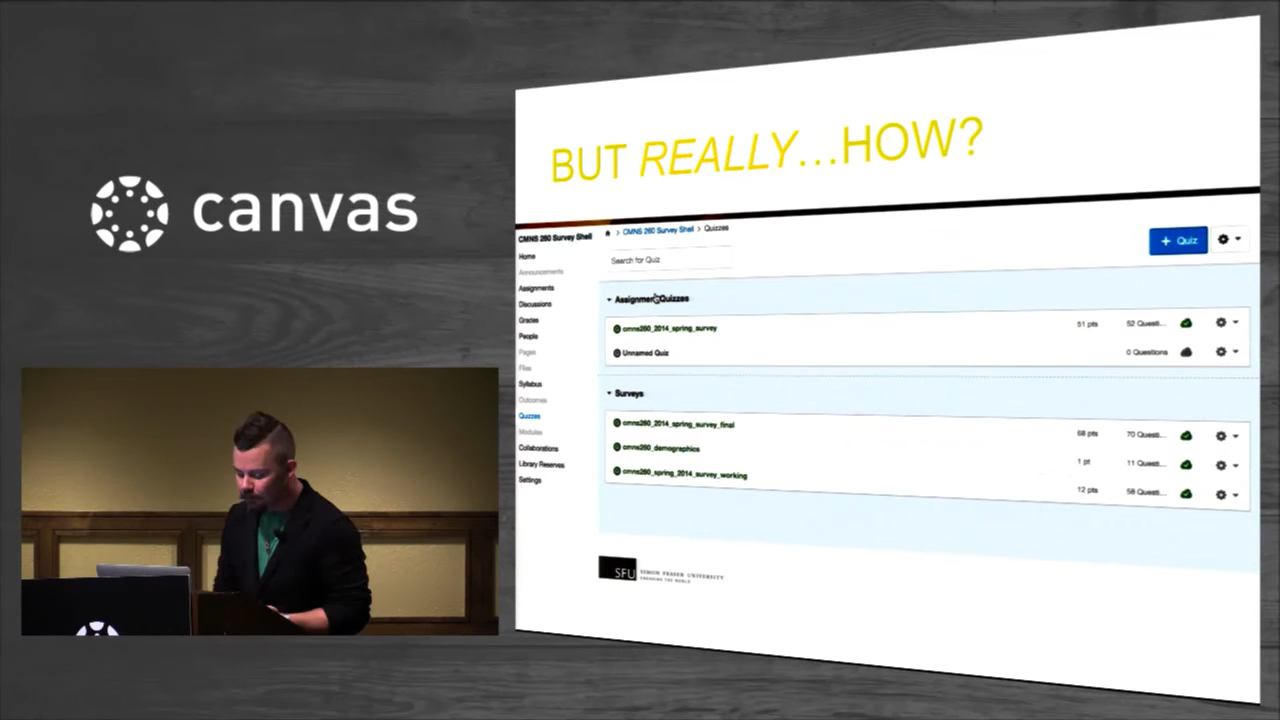 canvas
BUT REALLY...HOW?
CMNS 260 Survey Shell
Home
Announcements
Assignments
Discussions
Grades
People
Pages
Files
Syllabus
Outcomes
Quizzes
Modules
Collaborations
Library Reserves
Settings
> CMNS 260 Survey Shell > Quizzes
Search for Quiz
+ Quiz
Assignment Quizzes
cmns260_2014_spring_survey 51 pts 52 Questi...
Unnamed Quiz 0 Questions
Surveys
cmns260_2014_spring_survey_final 68 pts 70 Questi...
cmns260_demographics 1 pt 11 Questi...
cmns260_spring_2014_survey_working 12 pts 58 Questi...
SFU SIMON FRASER UNIVERSITY
ENGAGING THE WORLD